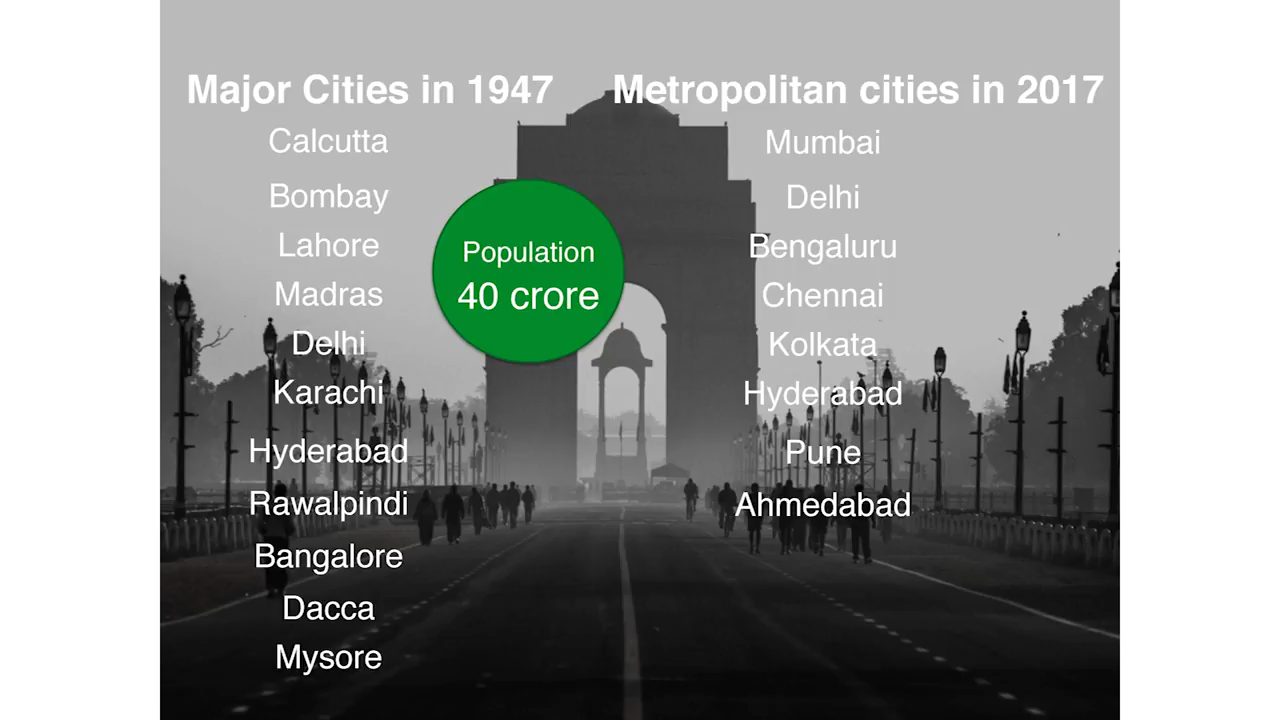 Major Cities in 1947
Calcutta
Bombay
Lahore
Madras
Delhi
Karachi
Hyderabad
Rawalpindi
Bangalore
Dacca
Mysore
Population
40 crore
Metropolitan cities in 2017
Mumbai
Delhi
Bengaluru
Chennai
Kolkata
Hyderabad
Pune
Ahmedabad